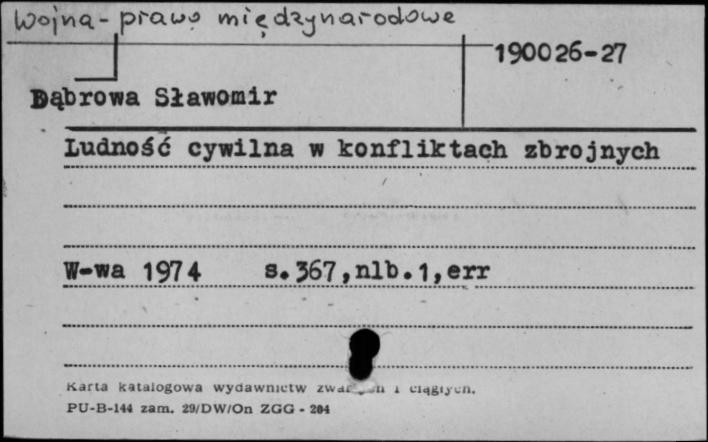 Wojna - prawo międzynarodowe
190026-27
Dąbrowa Sławomir
Ludność cywilna w konfliktach zbrojnych
W-wa 1974 s.367,nlb.1,err
Karta katalogowa wydawnictw i ciągłych.
PU-B-144 zam. 29/DW/On ZGG - 204